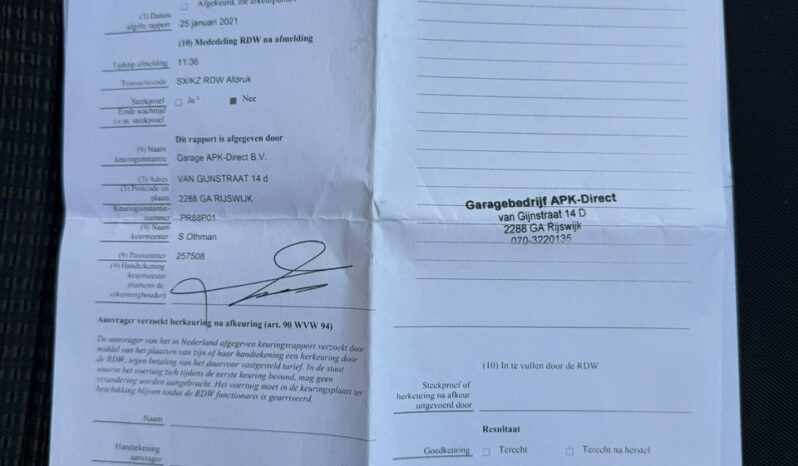 Afgekeurd, zie afkeurpunten
(3) Datum
afgifte rapport 25 januari 2021
(10) Mededeling RDW na afmelding
Tijdstip afmelding 11:36
Transactiecode SX/KZ RDW Afdruk
Steekproef Ja ² Nee
Einde wachttijd
i.v.m. steekproef
Dit rapport is afgegeven door
(9) Naam
keuringsinstantie Garage APK-Direct B.V.
(3) Adres VAN GIJNSTRAAT 14 d
(3) Postcode en
plaats 2288 GA RIJSWIJK
Keuringsinstantie-
nummer PR88P01
(9) Naam
keurmeester S Othman
(9) Pasnummer 257508
(9) Handtekening
keurmeester
(namens de
erkenninghouder)
Aanvrager verzoekt herkeuring na afkeuring (art. 90 WVW 94)
De aanvrager van het in Nederland afgegeven keuringsrapport verzoekt door
middel van het plaatsen van zijn of haar handtekening een herkeuring door
de RDW, tegen betaling van het daarvoor vastgesteld tarief. In de staat
waarin het voertuig zich tijdens de eerste keuring bevond, mag geen
verandering worden aangebracht. Het voertuig moet in de keuringsplaats ter
beschikking blijven totdat de RDW functionaris is gearriveerd.
Naam
Handtekening
aanvrager
Garagebedrijf APK-Direct
van Gijnstraat 14 D
2288 GA Rijswijk
070-3220135
(10) In te vullen door de RDW
Steekproef of
herkeuring na afkeur
uitgevoerd door
Resultaat
Goedkeuring Terecht Terecht na herstel